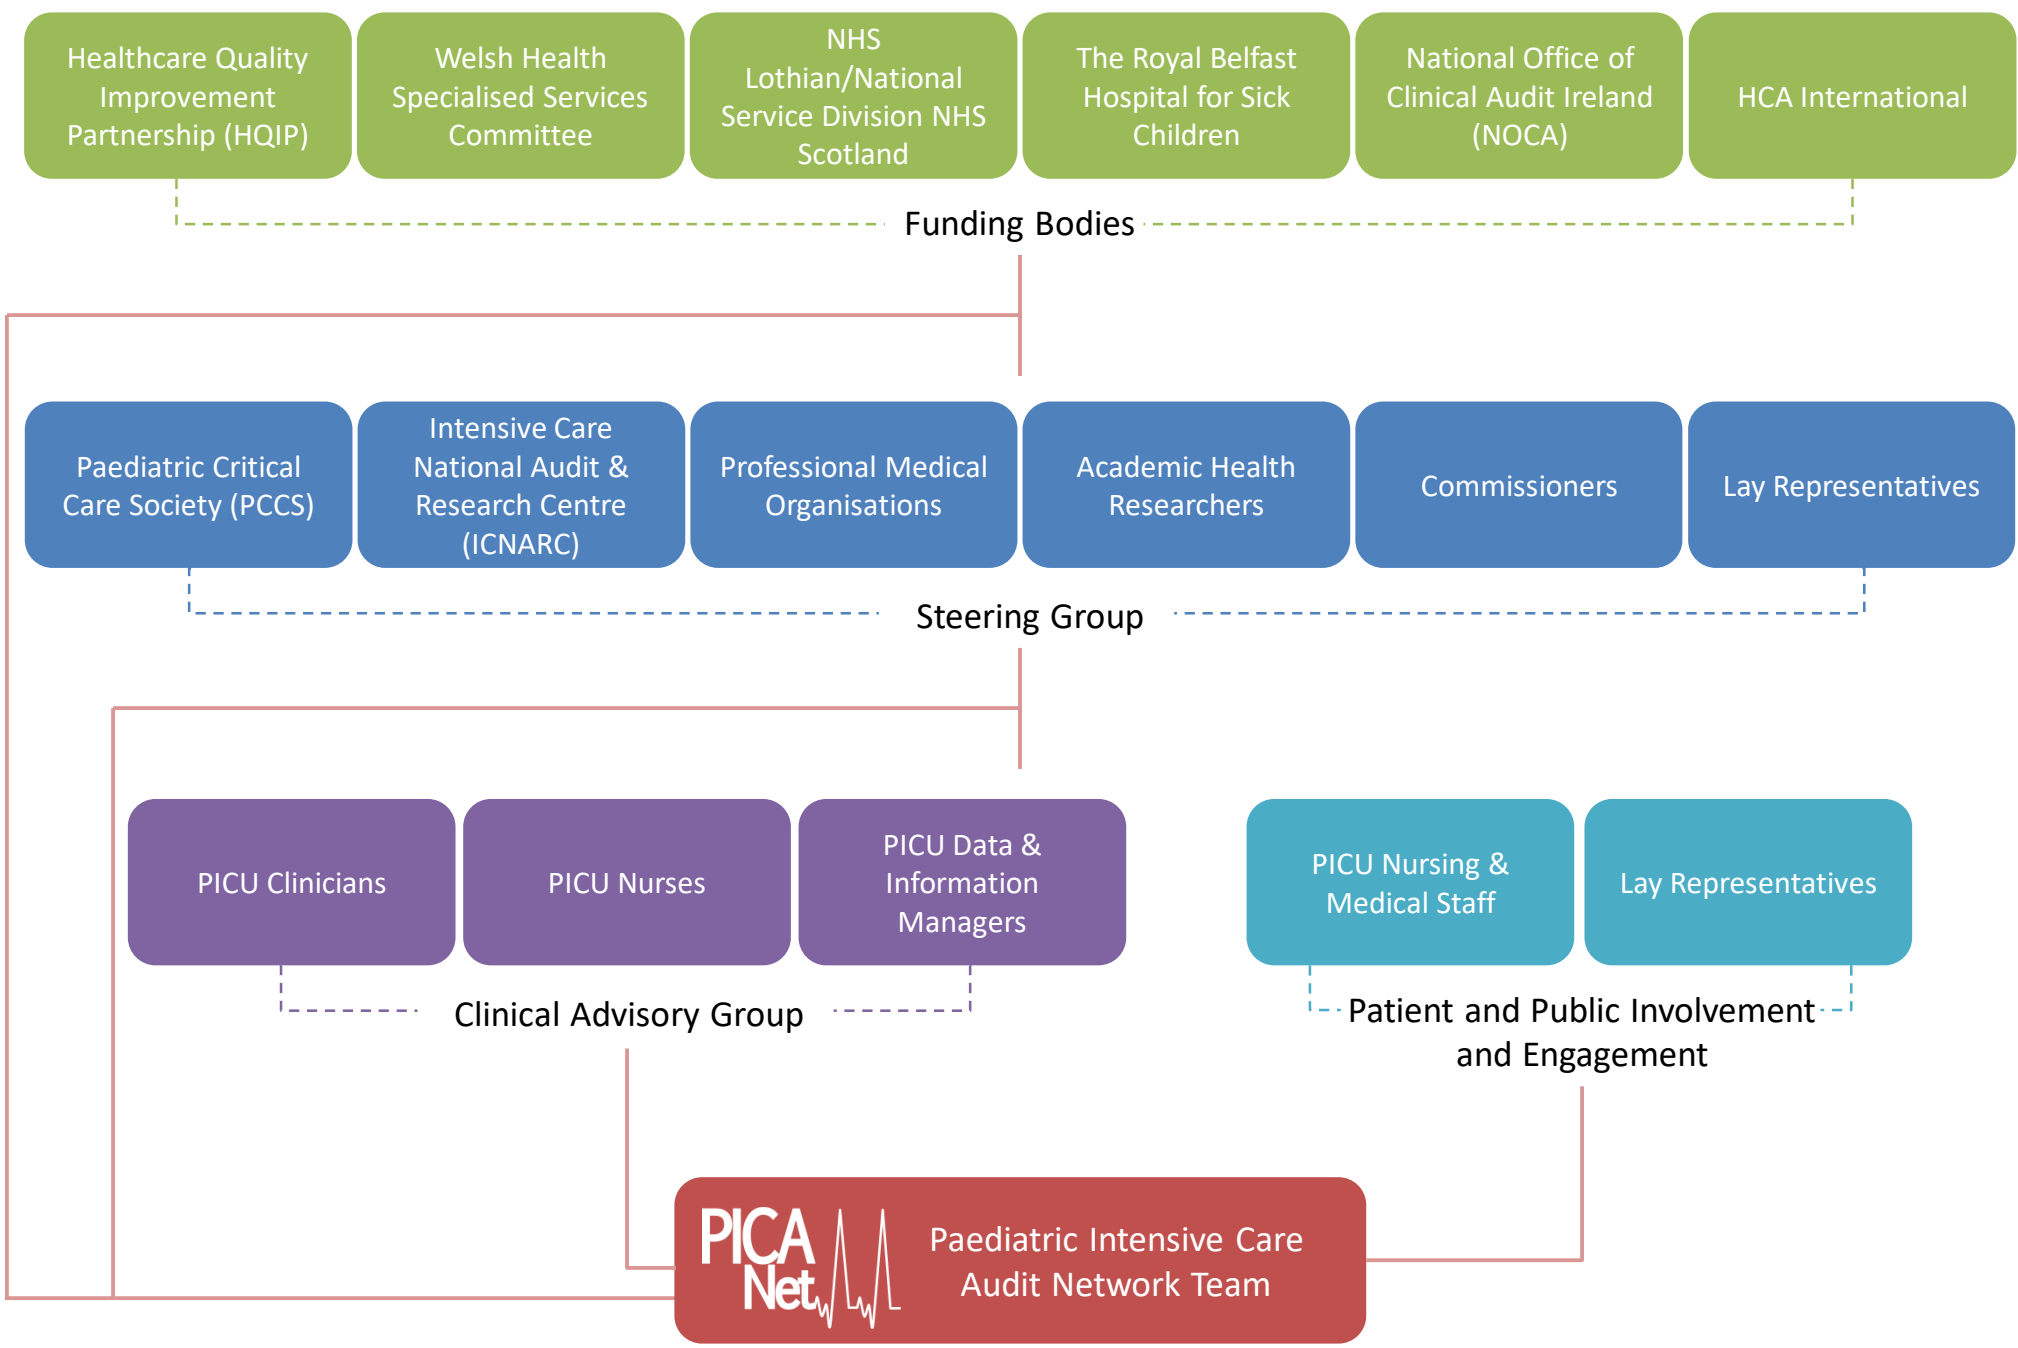 Healthcare Quality
Improvement
Partnership (HQIP)
Welsh Health
Specialised Services
Committee
NHS
Lothian/National
Service Division NHS
Scotland
The Royal Belfast
Hospital for Sick
Children
National Office of
Clinical Audit Ireland
(NOCA)
HCA International
Funding Bodies
Paediatric Critical
Care Society (PCCS)
Intensive Care
National Audit &
Research Centre
(ICNARC)
Professional Medical
Organisations
Academic Health
Researchers
Commissioners
Lay Representatives
Steering Group
PICU Clinicians
PICU Nurses
PICU Data &
Information
Managers
PICU Nursing &
Medical Staff
Lay Representatives
Clinical Advisory Group
Patient and Public Involvement
and Engagement
PICA
Net
Paediatric Intensive Care
Audit Network Team